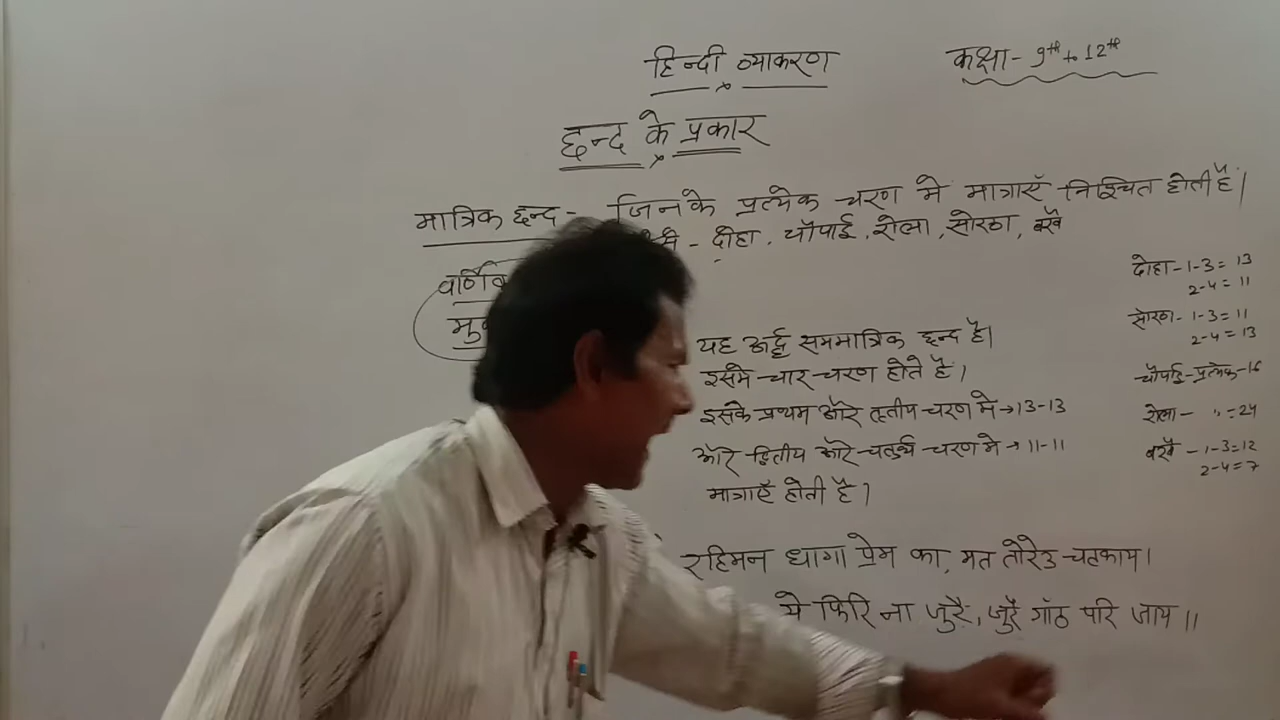 हिन्दी व्याकरण
कक्षा - 9th to 12th
छन्द के प्रकार
मात्रिक छन्द - जिनके प्रत्येक चरण मे मात्राएँ निश्चित होती है।
- दोहा, चौपाई, रोला, सोरठा, बरवै
यह अर्द्ध सममात्रिक छन्द है।
इसमे चार चरण होते है।
इसके प्रथम और तृतीय चरण मे → 13-13
और द्वितीय और चतुर्थ चरण मे → 11-11
मात्राएँ होती है।
रहिमन धागा प्रेम का, मत तोरेउ चटकाय।
ये फिरि ना जुरै, जुरै गाँठ परि जाय॥
दोहा - 1-3 = 13
2-4 = 11
सोरठा - 1-3 = 11
2-4 = 13
चौपाई - प्रत्येक - 16
रोला - " = 24
बरवै - 1-3 = 12
2-4 = 7